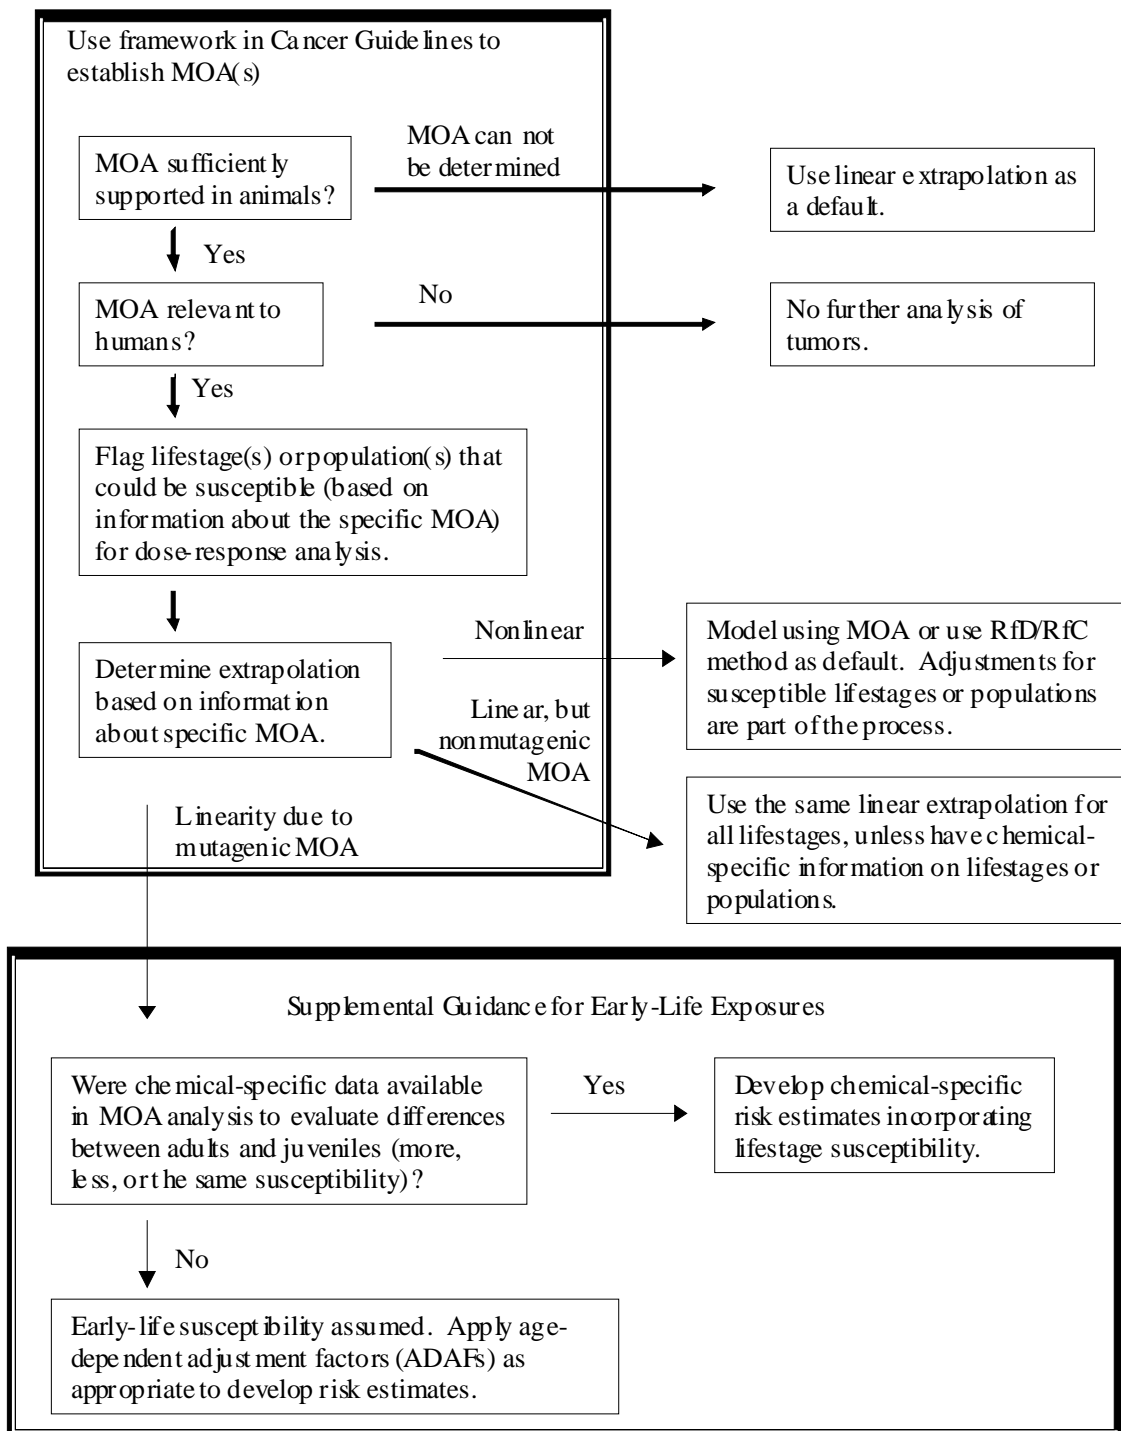 Use framework in Cancer Guidelines to
establish MOA(s)
MOA sufficiently
supported in animals?
MOA can not
be determined
Use linear extrapolation as
a default.
Yes
MOA relevant to
humans?
No
No further analysis of
tumors.
Yes
Flag lifestage(s) or population(s) that
could be susceptible (based on
information about the specific MOA)
for dose-response analysis.
Determine extrapolation
based on information
about specific MOA.
Nonlinear
Model using MOA or use RfD/RfC
method as default. Adjustments for
susceptible lifestages or populations
are part of the process.
Linear, but
nonmutagenic
MOA
Use the same linear extrapolation for
all lifestages, unless have chemical-
specific information on lifestages or
populations.
Linearity due to
mutagenic MOA
Supplemental Guidance for Early-Life Exposures
Were chemical-specific data available
in MOA analysis to evaluate differences
between adults and juveniles (more,
less, or the same susceptibility)?
Yes
Develop chemical-specific
risk estimates incorporating
lifestage susceptibility.
No
Early-life susceptibility assumed. Apply age-
dependent adjustment factors (ADAFs) as
appropriate to develop risk estimates.